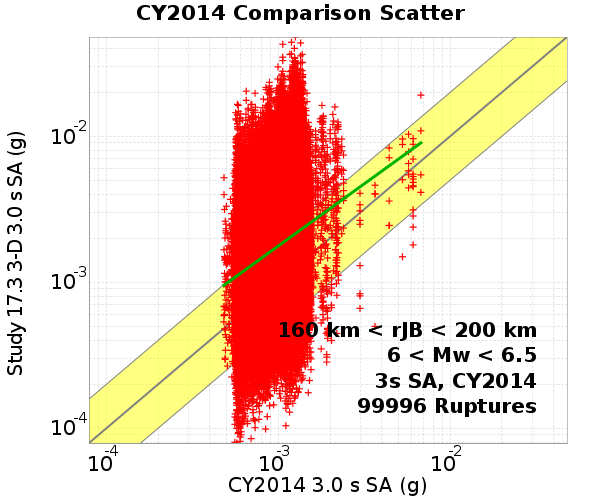 CY2014 Comparison Scatter
Study 17.3 3-D 3.0 s SA (g)
10-2
10-3
10-4
160 km < rJB < 200 km
6 < Mw < 6.5
3s SA, CY2014
99996 Ruptures
10-4 10-3 10-2
CY2014 3.0 s SA (g)